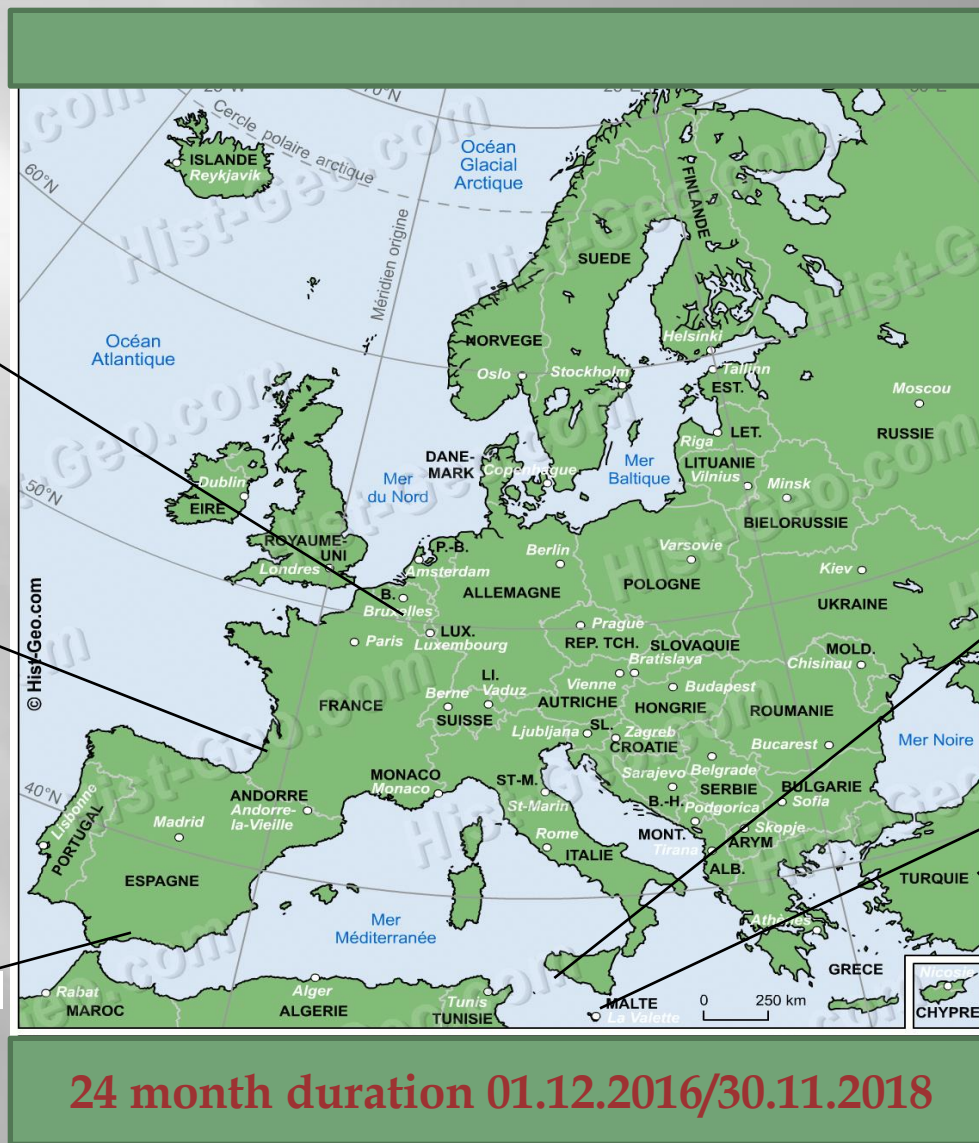 Cercle polaire arctique
70°N
60°N
ISLANDE
Reykjavik
Océan
Glacial
Arctique
Méridien origine
FINLANDE
SUEDE
Océan
Atlantique
NORVEGE
Helsinki
Oslo
Stockholm
Tallinn
EST.
Moscou
RUSSIE
Riga
LET.
DANE-
MARK
Copenhague
Mer
Baltique
LITUANIE
Vilnius
Minsk
BIELORUSSIE
Mer
du Nord
50°N
Dublin
EIRE
ROYAUME-
UNI
Londres
P.-B.
Amsterdam
Berlin
ALLEMAGNE
Varsovie
POLOGNE
Kiev
UKRAINE
B.
Bruxelles
LUX.
Luxembourg
Paris
Prague
REP. TCH.
SLOVAQUIE
Bratislava
MOLD.
Chisinau
© Hist-Geo.com
FRANCE
Berne
LI.
Vaduz
SUISSE
Vienne
AUTRICHE
Budapest
HONGRIE
ROUMANIE
Ljubljana
SL.
Zagreb
CROATIE
Bucarest
Mer Noire
MONACO
Monaco
ST-M.
St-Marin
Sarajevo
B.-H.
Belgrade
SERBIE
BULGARIE
Sofia
40°N
ANDORRE
Andorre-
la-Vieille
Lisbonne
PORTUGAL
Madrid
ESPAGNE
Rome
ITALIE
MONT.
Podgorica
Skopje
ARYM
Tirana
ALB.
TURQUIE
Mer
Méditerranée
Athènes
GRECE
Nicosie
CHYPRE
Rabat
MAROC
Alger
ALGERIE
Tunis
TUNISIE
MALTE
La Valette
0 250 km
Hist-Geo.com
24 month duration 01.12.2016/30.11.2018